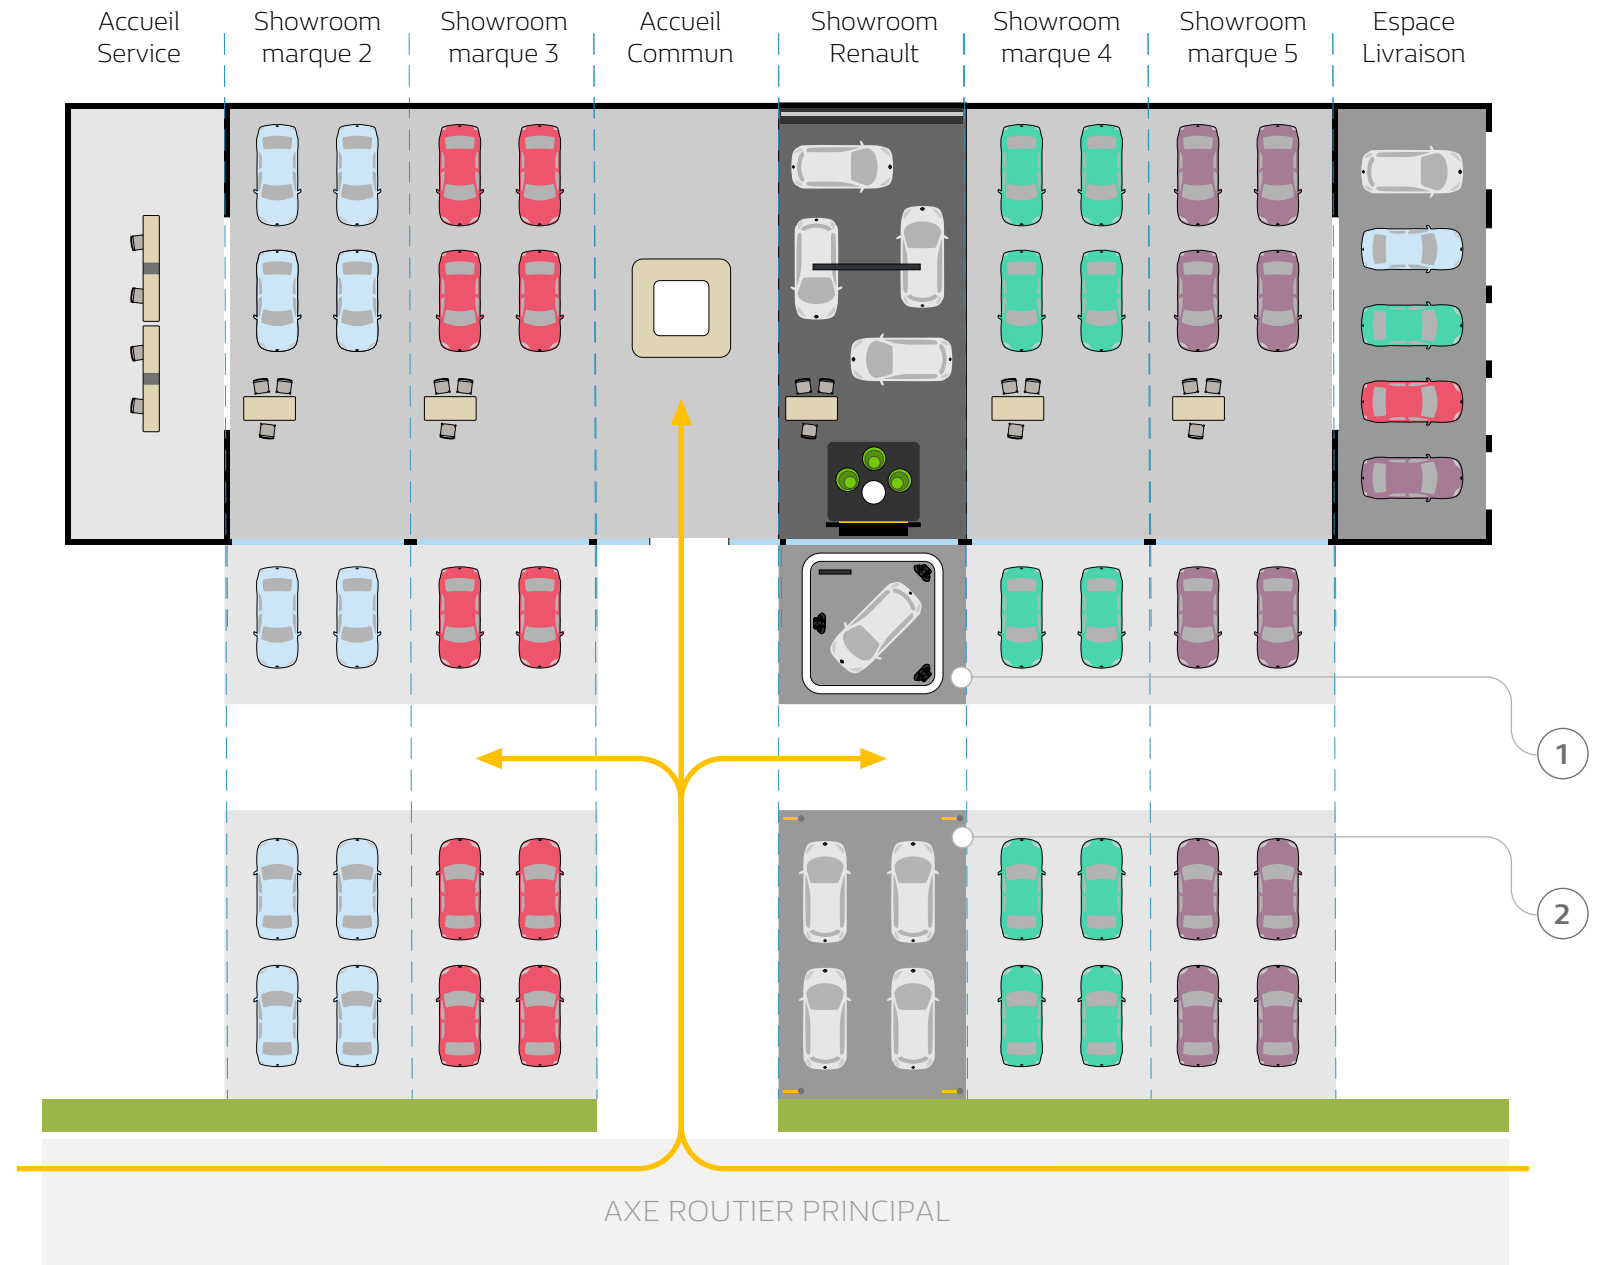 Accueil
Service
Showroom
marque 2
Showroom
marque 3
Accueil
Commun
Showroom
Renault
Showroom
marque 4
Showroom
marque 5
Espace
Livraison
1
2
AXE ROUTIER PRINCIPAL